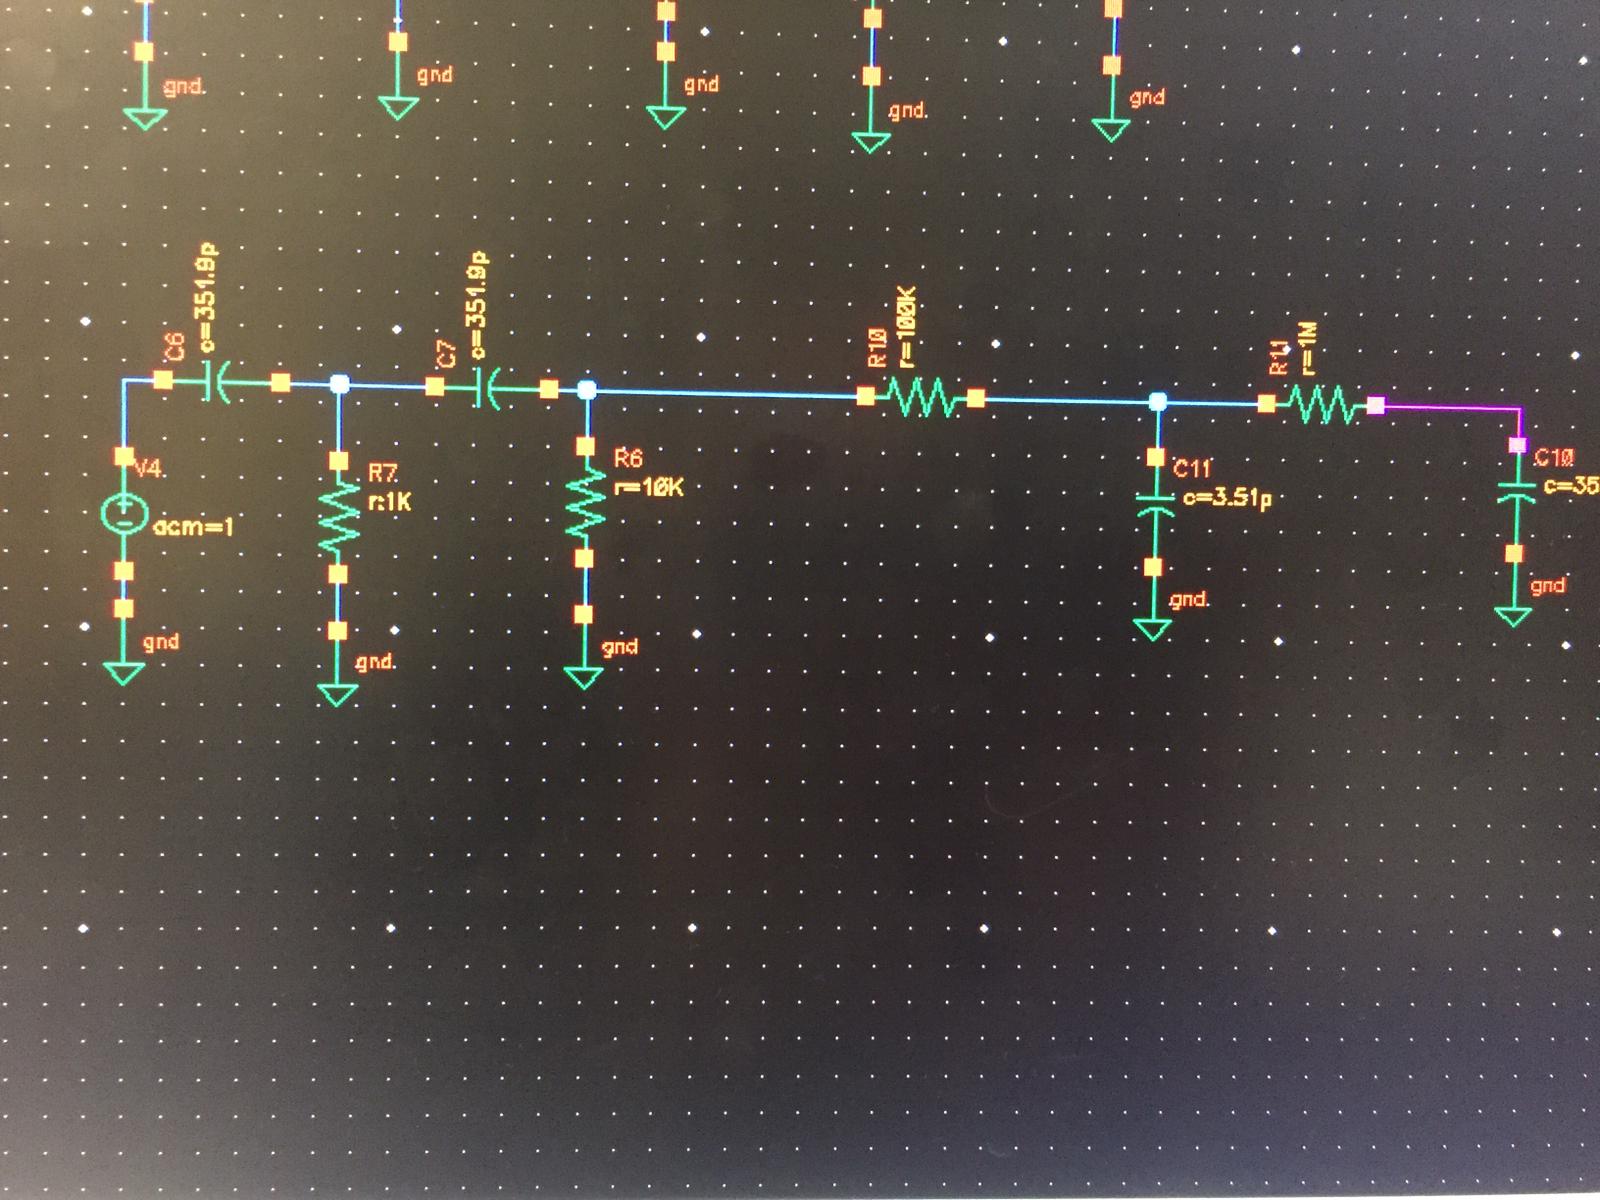 gnd
gnd
gnd
gnd
gnd
C6
c=351.9p
C7
c=351.9p
R10
r=100K
R11
r=1M
V4
acm=1
gnd
R7
r:1K
gnd
R6
r=10K
gnd
C11
c=3.51p
gnd
C10
c=35
gnd